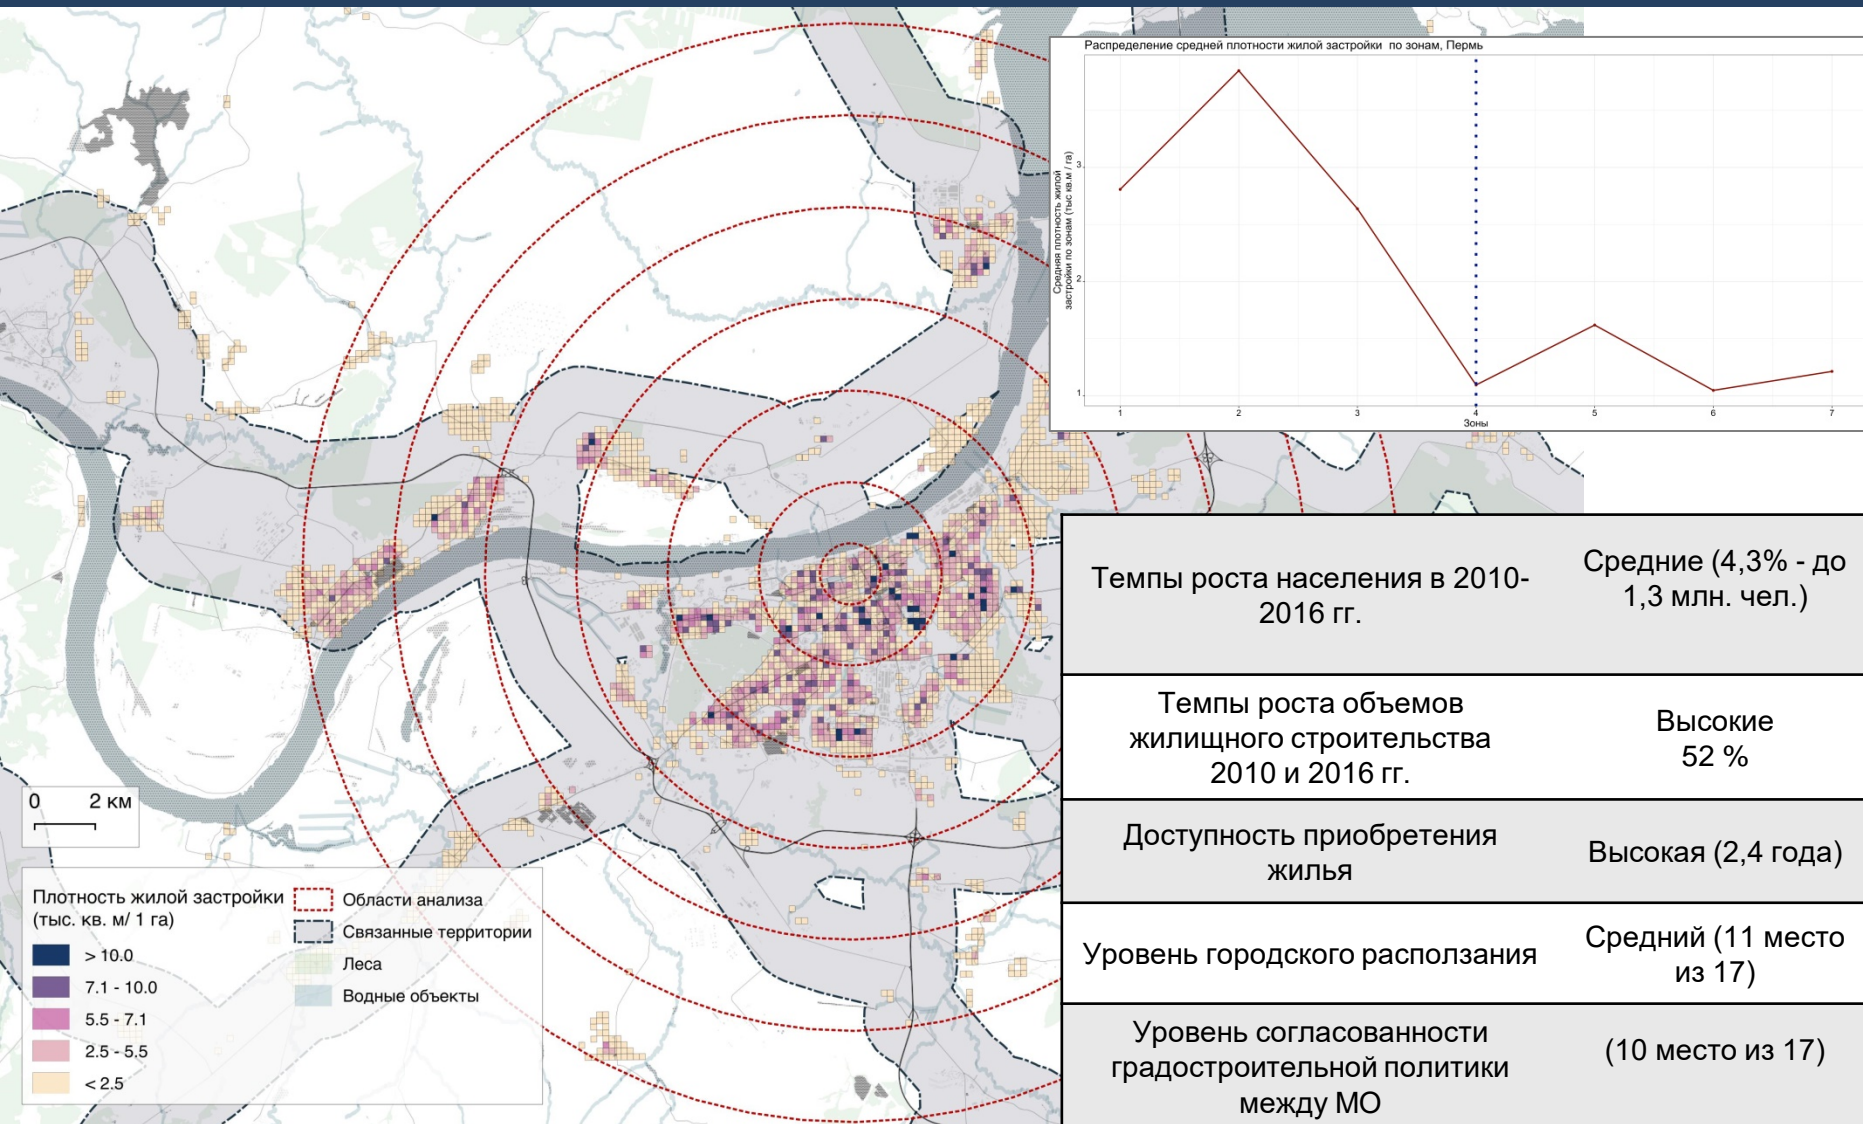 Распределение средней плотности жилой застройки по зонам, Пермь
Средняя плотность жилой
застройки по зонам (тыс кв.м / га)
3
2
1
1
2
3
4
5
6
7
Зоны
0
2 км
Плотность жилой застройки
(тыс. кв. м/ 1 га)
> 10.0
7.1 - 10.0
5.5 - 7.1
2.5 - 5.5
< 2.5
Области анализа
Связанные территории
Леса
Водные объекты
Темпы роста населения в 2010-
2016 гг.
Средние (4,3% - до
1,3 млн. чел.)
Темпы роста объемов
жилищного строительства
2010 и 2016 гг.
Высокие
52 %
Доступность приобретения
жилья
Высокая (2,4 года)
Уровень городского расползания
Средний (11 место
из 17)
Уровень согласованности
градостроительной политики
между МО
(10 место из 17)